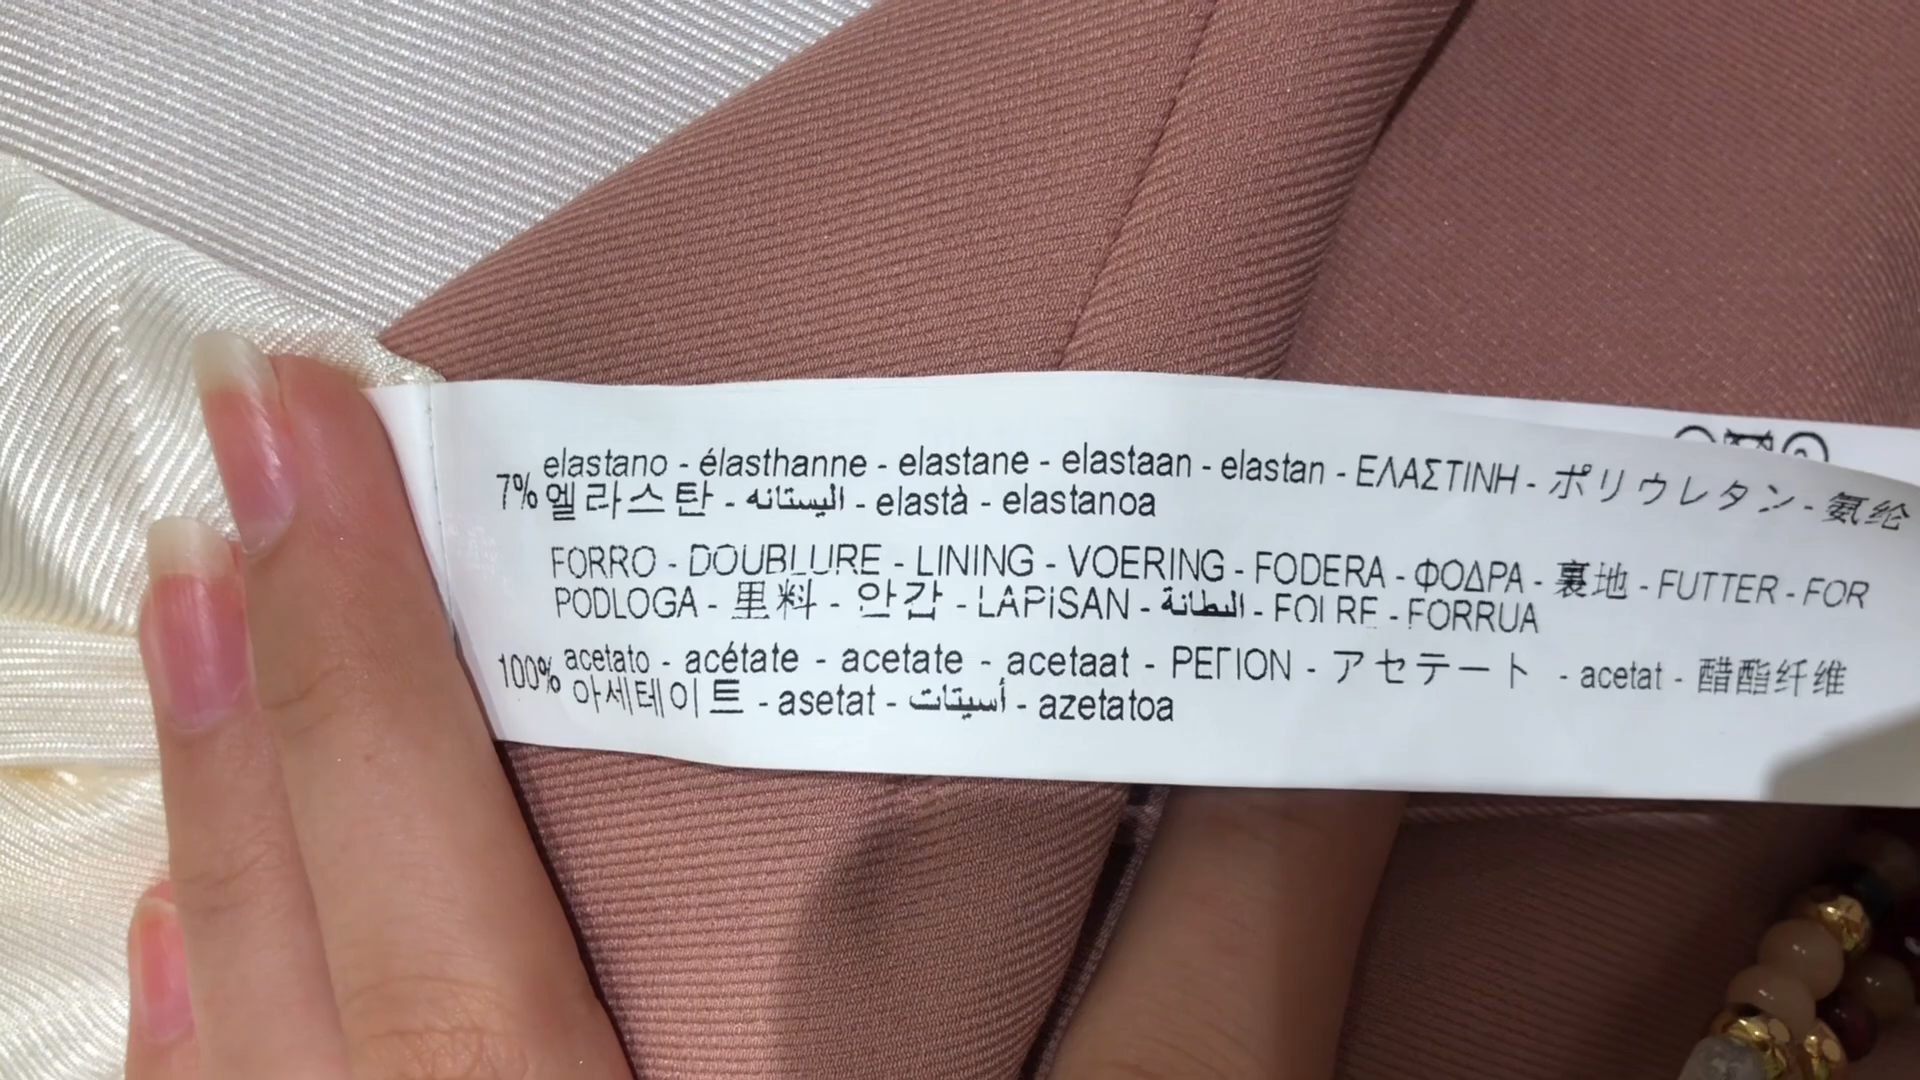 elastano - élasthanne - elastane - elastaan - elastan - ΕΛΑΣΤΙΝΗ - ポリウレタン - 氨纶
7% 엘라스탄 - اليستانه - elastà - elastanoa
FORRO - DOUBLURE - LINING - VOERING - FODERA - ΦΟΔΡΑ - 裏地 - FUTTER - FOR
PODLOGA - 里料 - 안감 - LAPISAN - البطانة - FOLRE - FORRUA
100% acetato - acétate - acetate - acetaat - ΡΕΓΙΟΝ - アセテート - acetat - 醋酯纤维
아세테이트 - asetat - أسيتات - azetatoa